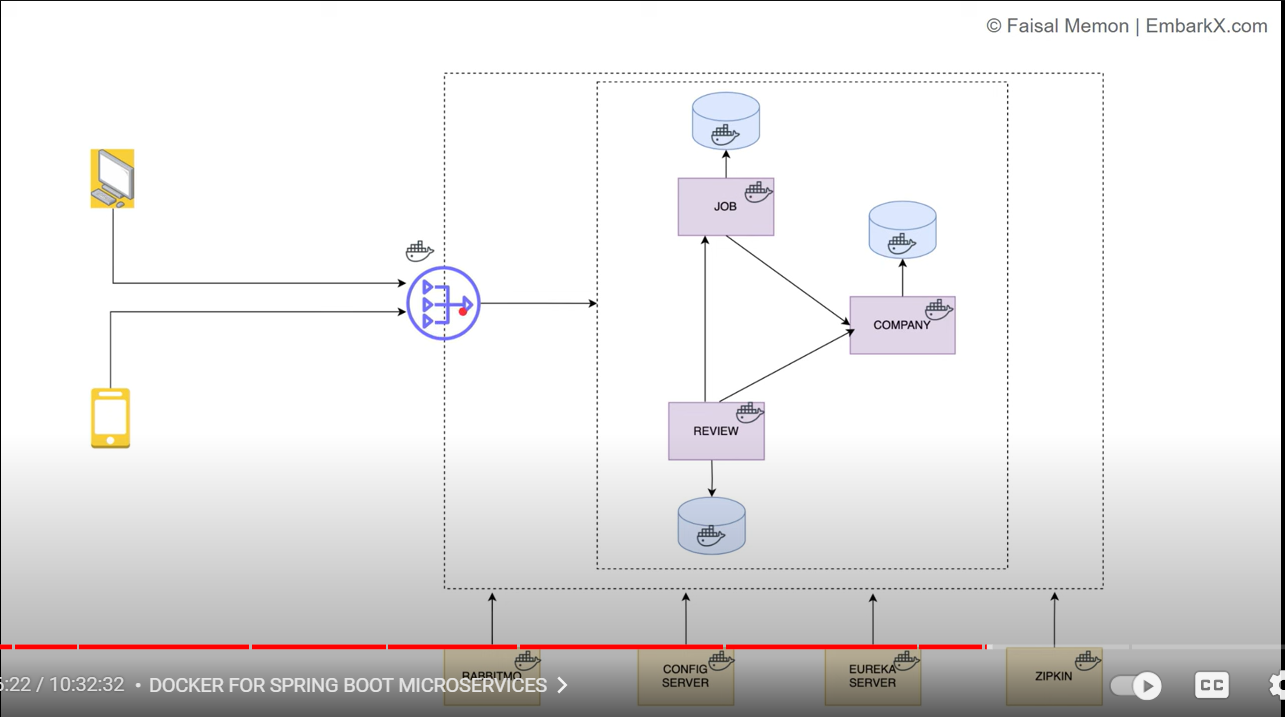 © Faisal Memon | EmbarkX.com
JOB
COMPANY
REVIEW
RABBITMQ
CONFIG
SERVER
EUREKA
SERVER
ZIPKIN
5:22 / 10:32:32 • DOCKER FOR SPRING BOOT MICROSERVICES
CC